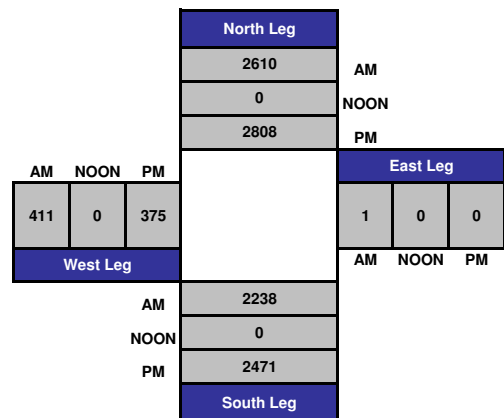 North Leg
2610 AM
0 NOON
2808 PM
AM NOON PM
East Leg
411 0 375
1 0 0
West Leg
AM NOON PM
AM 2238
NOON 0
PM 2471
South Leg